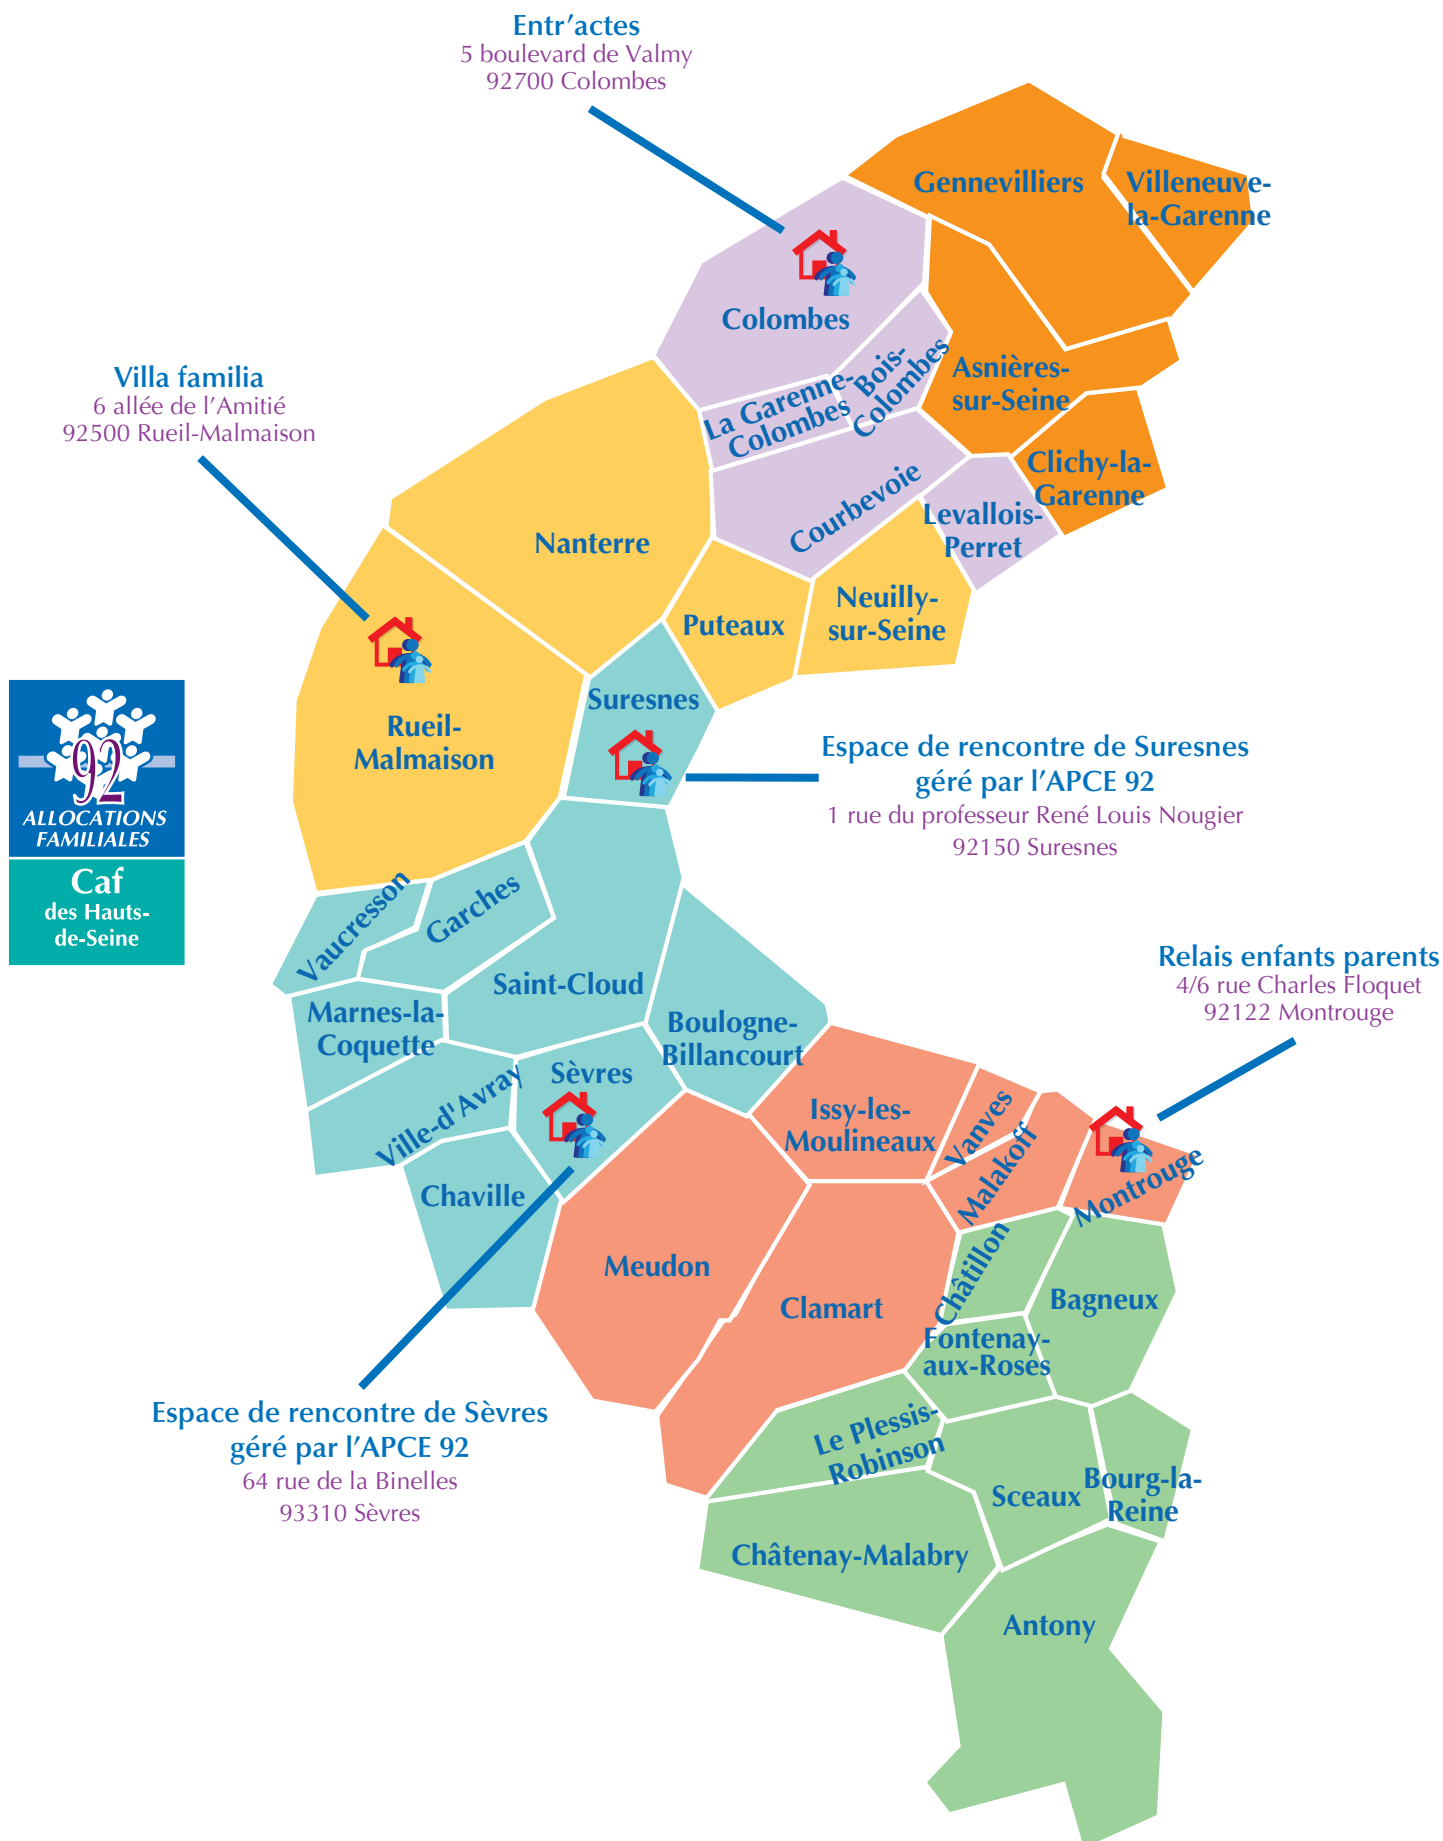 Entr’actes
5 boulevard de Valmy
92700 Colombes
Gennevilliers
Villeneuve-
la-Garenne
Colombes
Bois-
Colombes
Asnières-
sur-Seine
Villa familia
6 allée de l’Amitié
92500 Rueil-Malmaison
La Garenne-
Colombes
Clichy-la-
Garenne
Courbevoie
Levallois-
Perret
Nanterre
Neuilly-
sur-Seine
Puteaux
Suresnes
Rueil-
Malmaison
Espace de rencontre de Suresnes
géré par l’APCE 92
1 rue du professeur René Louis Nougier
92150 Suresnes
92
ALLOCATIONS
FAMILIALES
Caf
des Hauts-
de-Seine
Vaucresson
Garches
Saint-Cloud
Marnes-la-
Coquette
Boulogne-
Billancourt
Relais enfants parents
4/6 rue Charles Floquet
92122 Montrouge
Sèvres
Ville-d'Avray
Issy-les-
Moulineaux
Vanves
Malakoff
Montrouge
Chaville
Meudon
Clamart
Châtillon
Bagneux
Fontenay-
aux-Roses
Espace de rencontre de Sèvres
géré par l’APCE 92
64 rue de la Binelles
93310 Sèvres
Le Plessis-
Robinson
Sceaux
Bourg-la-
Reine
Châtenay-Malabry
Antony